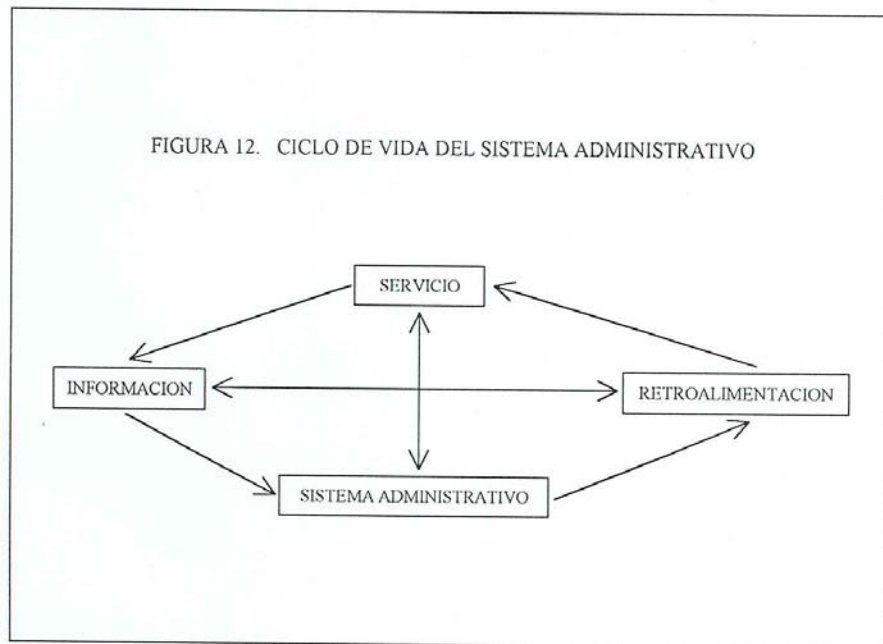 FIGURA 12. CICLO DE VIDA DEL SISTEMA ADMINISTRATIVO
SERVICIO
INFORMACION
RETROALIMENTACION
SISTEMA ADMINISTRATIVO